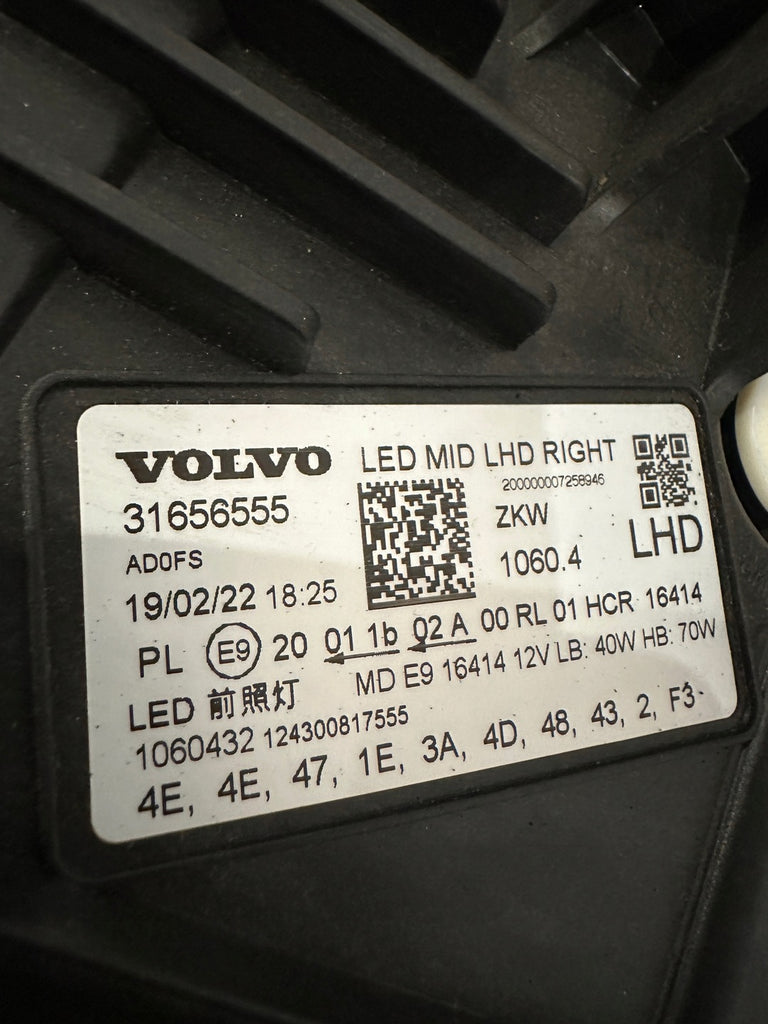 VOLVO LED MID LHD RIGHT
200000007258946
31656555 ZKW LHD
AD0FS 1060.4
19/02/22 18:25
PL E9 20 01 1b 02 A 00 RL 01 HCR 16414
MD E9 16414 12V LB: 40W HB: 70W
LED 前照灯
1060432 124300817555
4E, 4E, 47, 1E, 3A, 4D, 48, 43, 2, F3